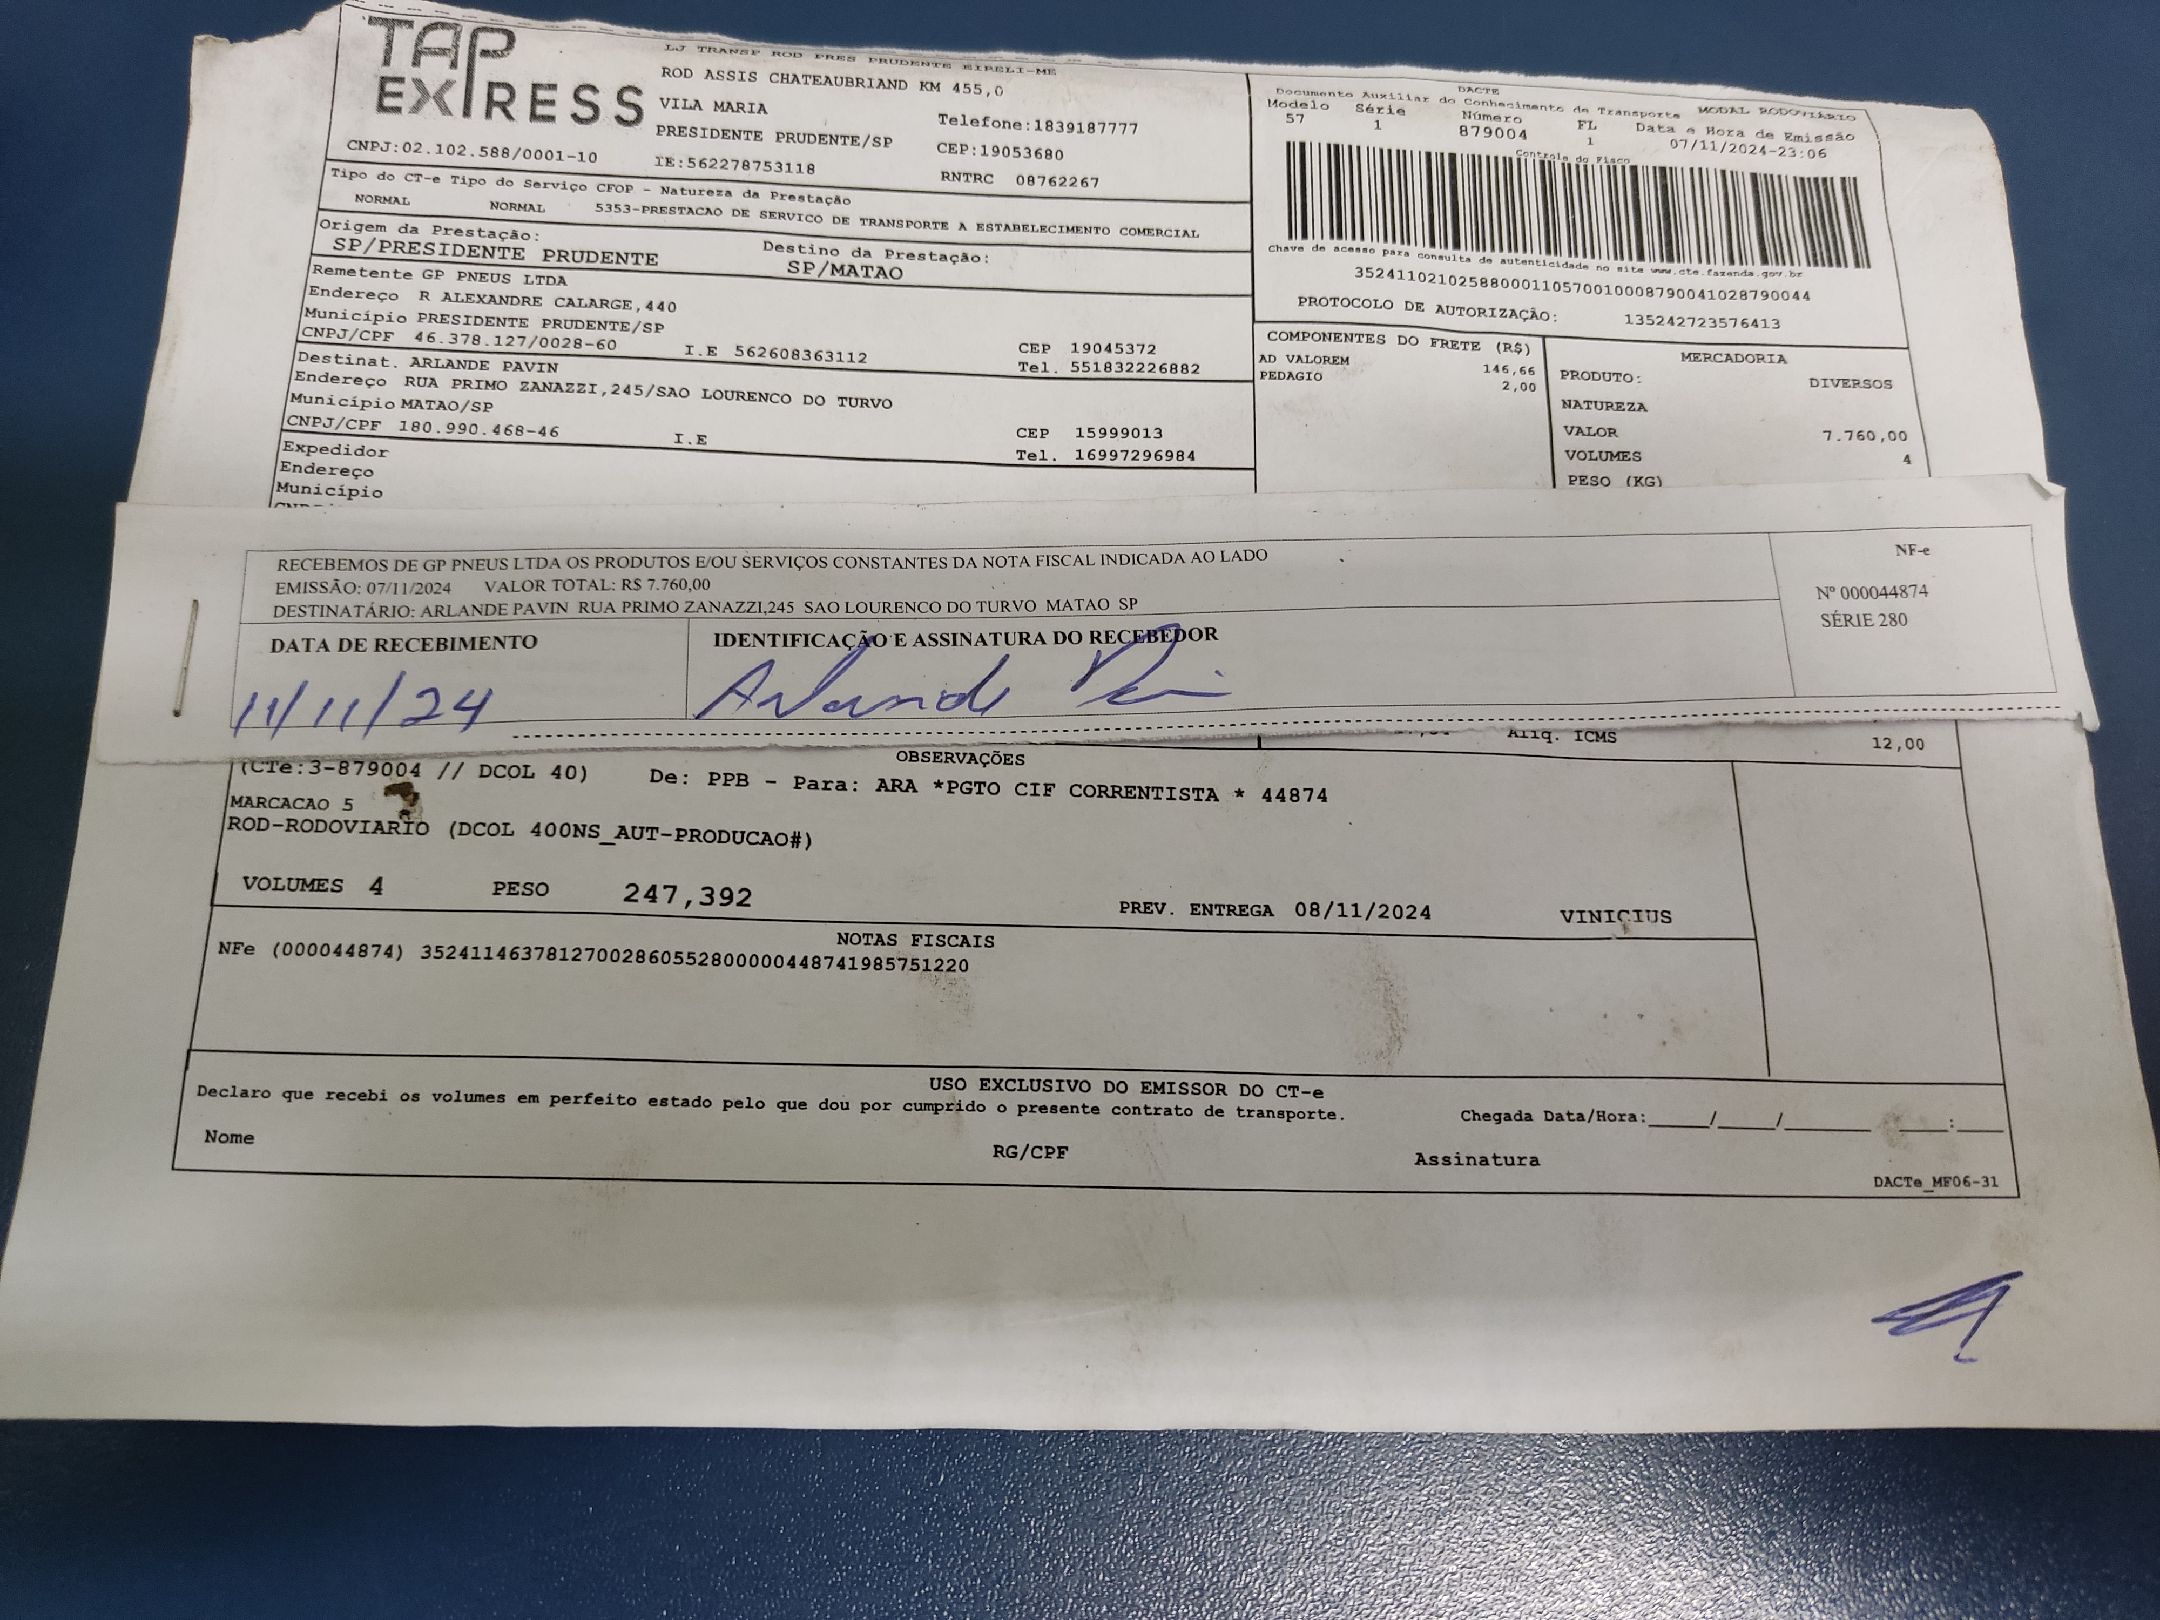 TAP EXPRESS
LJ TRANSF ROD PRES PRUDENTE EIRELI-ME
ROD ASSIS CHATEAUBRIAND KM 455,0
VILA MARIA
Telefone:1839187777
PRESIDENTE PRUDENTE/SP
CEP:19053680
CNPJ:02.102.588/0001-10
IE:562278753118
RNTRC 08762267
DACTE
Documento Auxiliar do Conhecimento de Transporte MODAL RODOVIÁRIO
Modelo Série Número FL Data e Hora de Emissão
57 1 879004 1 07/11/2024-23:06
Controle do Fisco
Chave de acesso para consulta de autenticidade no site www.cte.fazenda.gov.br
35241102102588000110570010008790041028790044
PROTOCOLO DE AUTORIZAÇÃO: 135242723576413
Tipo do CT-e Tipo do Serviço CFOP - Natureza da Prestação
NORMAL NORMAL 5353-PRESTACAO DE SERVICO DE TRANSPORTE A ESTABELECIMENTO COMERCIAL
Origem da Prestação: Destino da Prestação:
SP/PRESIDENTE PRUDENTE SP/MATAO
Remetente GP PNEUS LTDA
Endereço R ALEXANDRE CALARGE,440
Município PRESIDENTE PRUDENTE/SP CEP 19045372
CNPJ/CPF 46.378.127/0028-60 I.E 562608363112 Tel. 551832226882
Destinat. ARLANDE PAVIN
Endereço RUA PRIMO ZANAZZI,245/SAO LOURENCO DO TURVO
Município MATAO/SP CEP 15999013
CNPJ/CPF 180.990.468-46 I.E Tel. 16997296984
Expedidor
Endereço
Município
COMPONENTES DO FRETE (R$)
AD VALOREM 146,66
PEDAGIO 2,00
MERCADORIA
PRODUTO: DIVERSOS
NATUREZA
VALOR 7.760,00
VOLUMES 4
PESO (KG)
RECEBEMOS DE GP PNEUS LTDA OS PRODUTOS E/OU SERVIÇOS CONSTANTES DA NOTA FISCAL INDICADA AO LADO
EMISSÃO: 07/11/2024 VALOR TOTAL: R$ 7.760,00
DESTINATÁRIO: ARLANDE PAVIN RUA PRIMO ZANAZZI,245 SAO LOURENCO DO TURVO MATAO SP
NF-e
Nº 000044874
SÉRIE 280
DATA DE RECEBIMENTO IDENTIFICAÇÃO E ASSINATURA DO RECEBEDOR
11/11/24 Arlande
Aliq. ICMS 12,00
OBSERVAÇÕES
(CTe:3-879004 // DCOL 40) De: PPB - Para: ARA *PGTO CIF CORRENTISTA * 44874
MARCACAO 5
ROD-RODOVIARIO (DCOL 400NS_AUT-PRODUCAO#)
VOLUMES 4 PESO 247,392 PREV. ENTREGA 08/11/2024 VINICIUS
NOTAS FISCAIS
NFe (000044874) 35241146378127002860552800000448741985751220
USO EXCLUSIVO DO EMISSOR DO CT-e
Declaro que recebi os volumes em perfeito estado pelo que dou por cumprido o presente contrato de transporte. Chegada Data/Hora:_____/_____/_______ ____:____
Nome RG/CPF Assinatura
DACTe_MF06-31